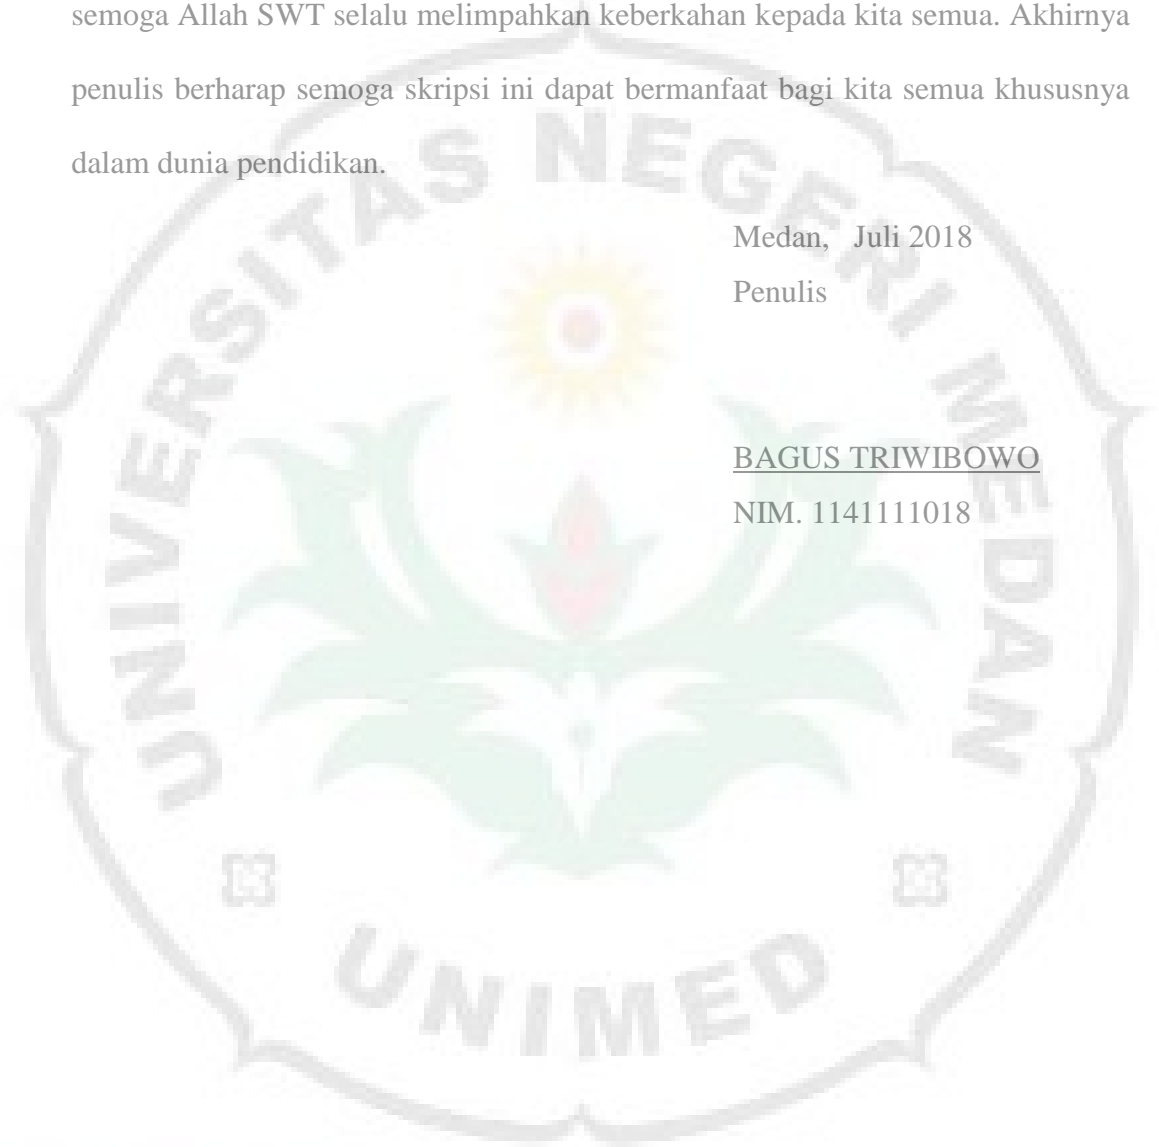 semoga Allah SWT selalu melimpahkan keberkahan kepada kita semua. Akhirnya
penulis berharap semoga skripsi ini dapat bermanfaat bagi kita semua khususnya
dalam dunia pendidikan.
Medan, Juli 2018
Penulis
BAGUS TRIWIBOWO
NIM. 1141111018
UNIVERSITAS NEGERI MEDAN
UNIMED